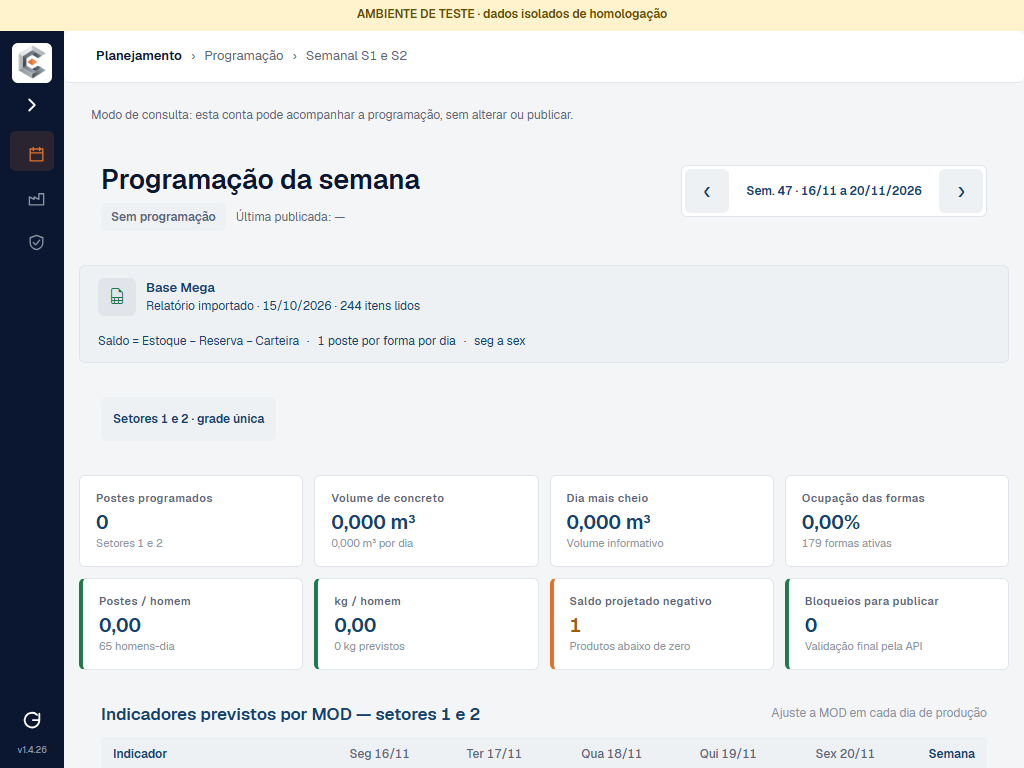 AMBIENTE DE TESTE · dados isolados de homologação
Planejamento › Programação › Semanal S1 e S2
Modo de consulta: esta conta pode acompanhar a programação, sem alterar ou publicar.
Programação da semana
Sem programação Última publicada: —
‹ Sem. 47 · 16/11 a 20/11/2026 ›
Base Mega
Relatório importado · 15/10/2026 · 244 itens lidos
Saldo = Estoque – Reserva – Carteira · 1 poste por forma por dia · seg a sex
Setores 1 e 2 · grade única
Postes programados
0
Setores 1 e 2
Volume de concreto
0,000 m³
0,000 m³ por dia
Dia mais cheio
0,000 m³
Volume informativo
Ocupação das formas
0,00%
179 formas ativas
Postes / homem
0,00
65 homens-dia
kg / homem
0,00
0 kg previstos
Saldo projetado negativo
1
Produtos abaixo de zero
Bloqueios para publicar
0
Validação final pela API
Indicadores previstos por MOD — setores 1 e 2
Ajuste a MOD em cada dia de produção
Indicador Seg 16/11 Ter 17/11 Qua 18/11 Qui 19/11 Sex 20/11 Semana
v1.4.26